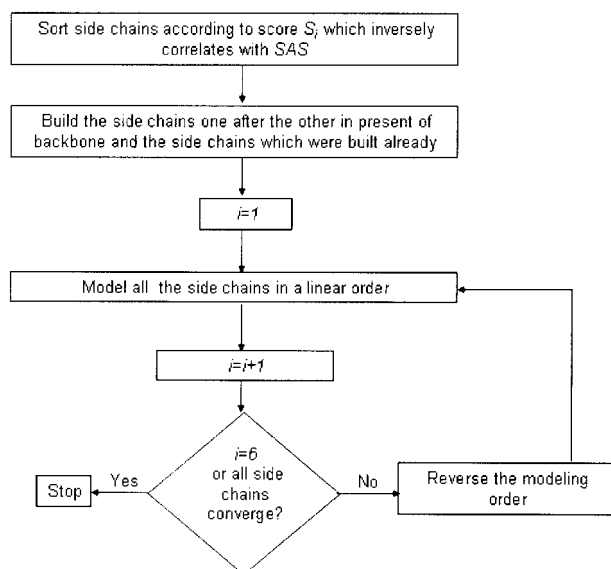 Sort side chains according to score Si which inversely
correlates with SAS
Build the side chains one after the other in present of
backbone and the side chains which were built already
i=1
Model all the side chains in a linear order
i=i+1
i=6
or all side
chains
converge?
Yes
Stop
No
Reverse the modeling
order